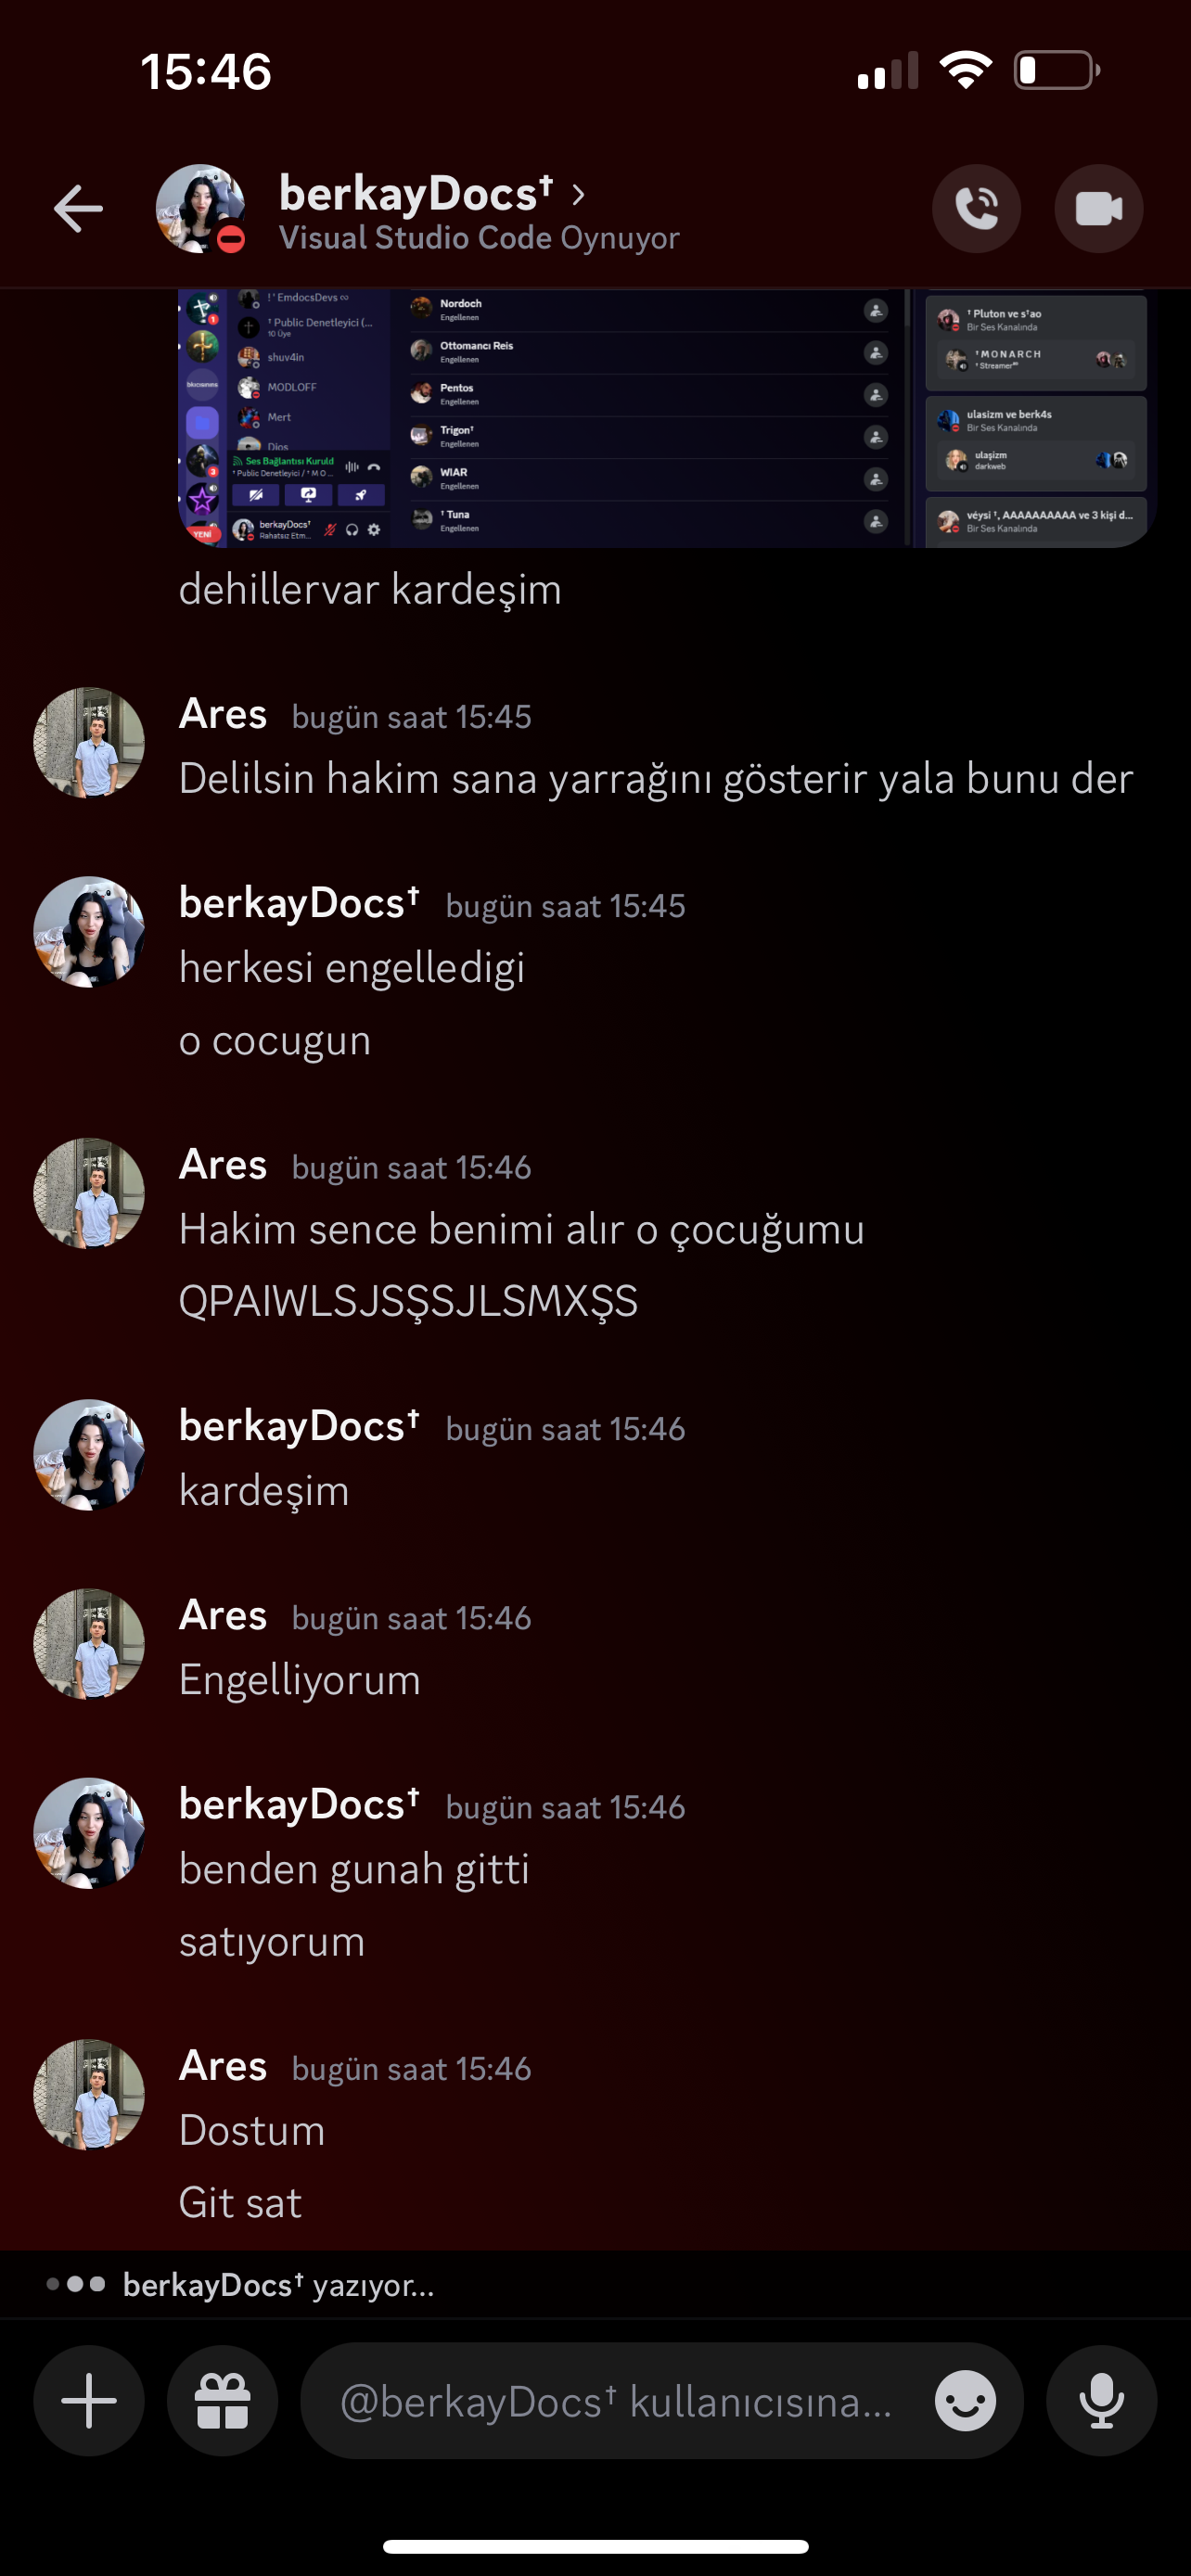 15:46
berkayDocs† ›
Visual Studio Code Oynuyor
! ' EmdocsDevs ∞
† Public Denetleyici (...
10 Üye
shuv4in
MODLOFF
Mert
Dios
Ses Bağlantısı Kuruld
† Public Denetleyici / † M O ...
berkayDocs†
Rahatsız Etm...
YENİ
1
3
Nordoch
Engellenen
Ottomancı Reis
Engellenen
Pentos
Engellenen
Trigon†
Engellenen
WIAR
Engellenen
† Tuna
Engellenen
† Pluton ve s†ao
Bir Ses Kanalında
† M O N A R C H
† Streamer
ulasizm ve berk4s
Bir Ses Kanalında
ulaşizm
darkweb
véysi †, AAAAAAAAAA ve 3 kişi d...
Bir Ses Kanalında
dehillervar kardeşim
Ares bugün saat 15:45
Delilsin hakim sana yarrağını gösterir yala bunu der
berkayDocs† bugün saat 15:45
herkesi engelledigi
o cocugun
Ares bugün saat 15:46
Hakim sence benimi alır o çocuğumu
QPAIWLSJSŞSJLSMXŞS
berkayDocs† bugün saat 15:46
kardeşim
Ares bugün saat 15:46
Engelliyorum
berkayDocs† bugün saat 15:46
benden gunah gitti
satıyorum
Ares bugün saat 15:46
Dostum
Git sat
berkayDocs† yazıyor...
@berkayDocs† kullanıcısına...